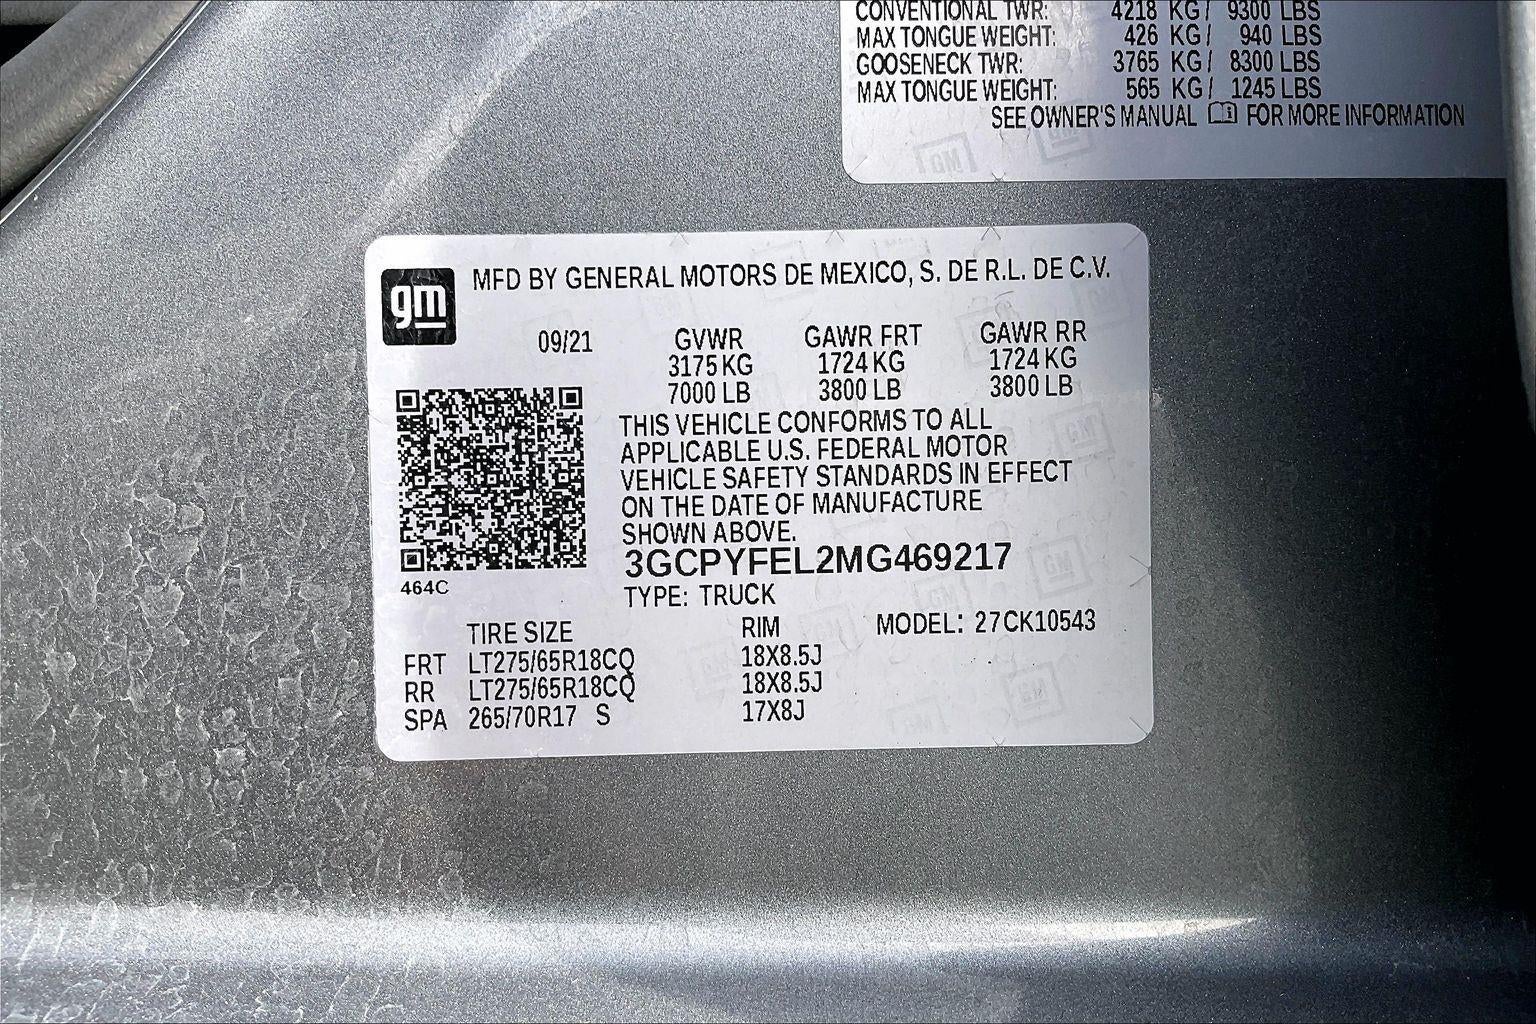 CONVENTIONAL TWR: 4218 KG/ 9300 LBS
MAX TONGUE WEIGHT: 426 KG/ 940 LBS
GOOSENECK TWR: 3765 KG/ 8300 LBS
MAX TONGUE WEIGHT: 565 KG/ 1245 LBS
SEE OWNER'S MANUAL FOR MORE INFORMATION
gm
MFD BY GENERAL MOTORS DE MEXICO, S. DE R.L. DE C.V.
09/21 GVWR GAWR FRT GAWR RR
3175 KG 1724 KG 1724 KG
7000 LB 3800 LB 3800 LB
THIS VEHICLE CONFORMS TO ALL
APPLICABLE U.S. FEDERAL MOTOR
VEHICLE SAFETY STANDARDS IN EFFECT
ON THE DATE OF MANUFACTURE
SHOWN ABOVE.
3GCPYFEL2MG469217
464C
TYPE: TRUCK
TIRE SIZE RIM MODEL: 27CK10543
FRT LT275/65R18CQ 18X8.5J
RR LT275/65R18CQ 18X8.5J
SPA 265/70R17 S 17X8J